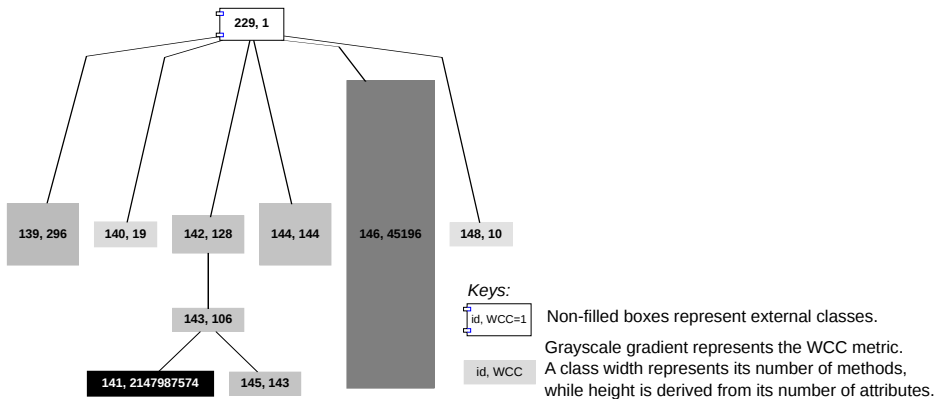 229, 1
139, 296
140, 19
142, 128
144, 144
146, 45196
148, 10
143, 106
141, 2147987574
145, 143
Keys:
id, WCC=1
Non-filled boxes represent external classes.
id, WCC
Grayscale gradient represents the WCC metric.
A class width represents its number of methods,
while height is derived from its number of attributes.